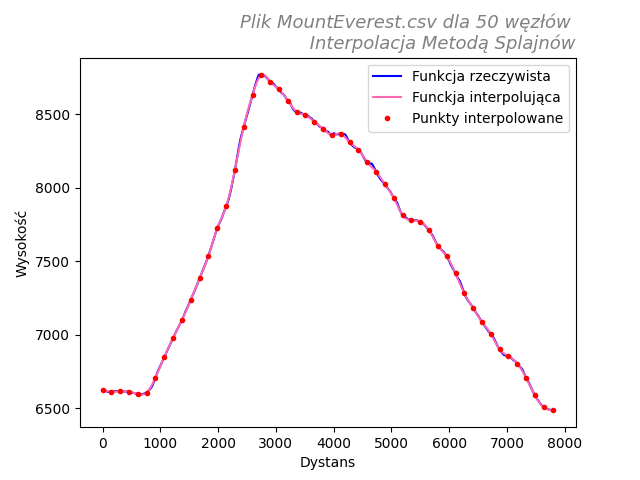 Plik MountEverest.csv dla 50 węzłów
Interpolacja Metodą Splajnów
Funkcja rzeczywista
Funckja interpolująca
Punkty interpolowane
Wysokość
8500
8000
7500
7000
6500
0 1000 2000 3000 4000 5000 6000 7000 8000
Dystans